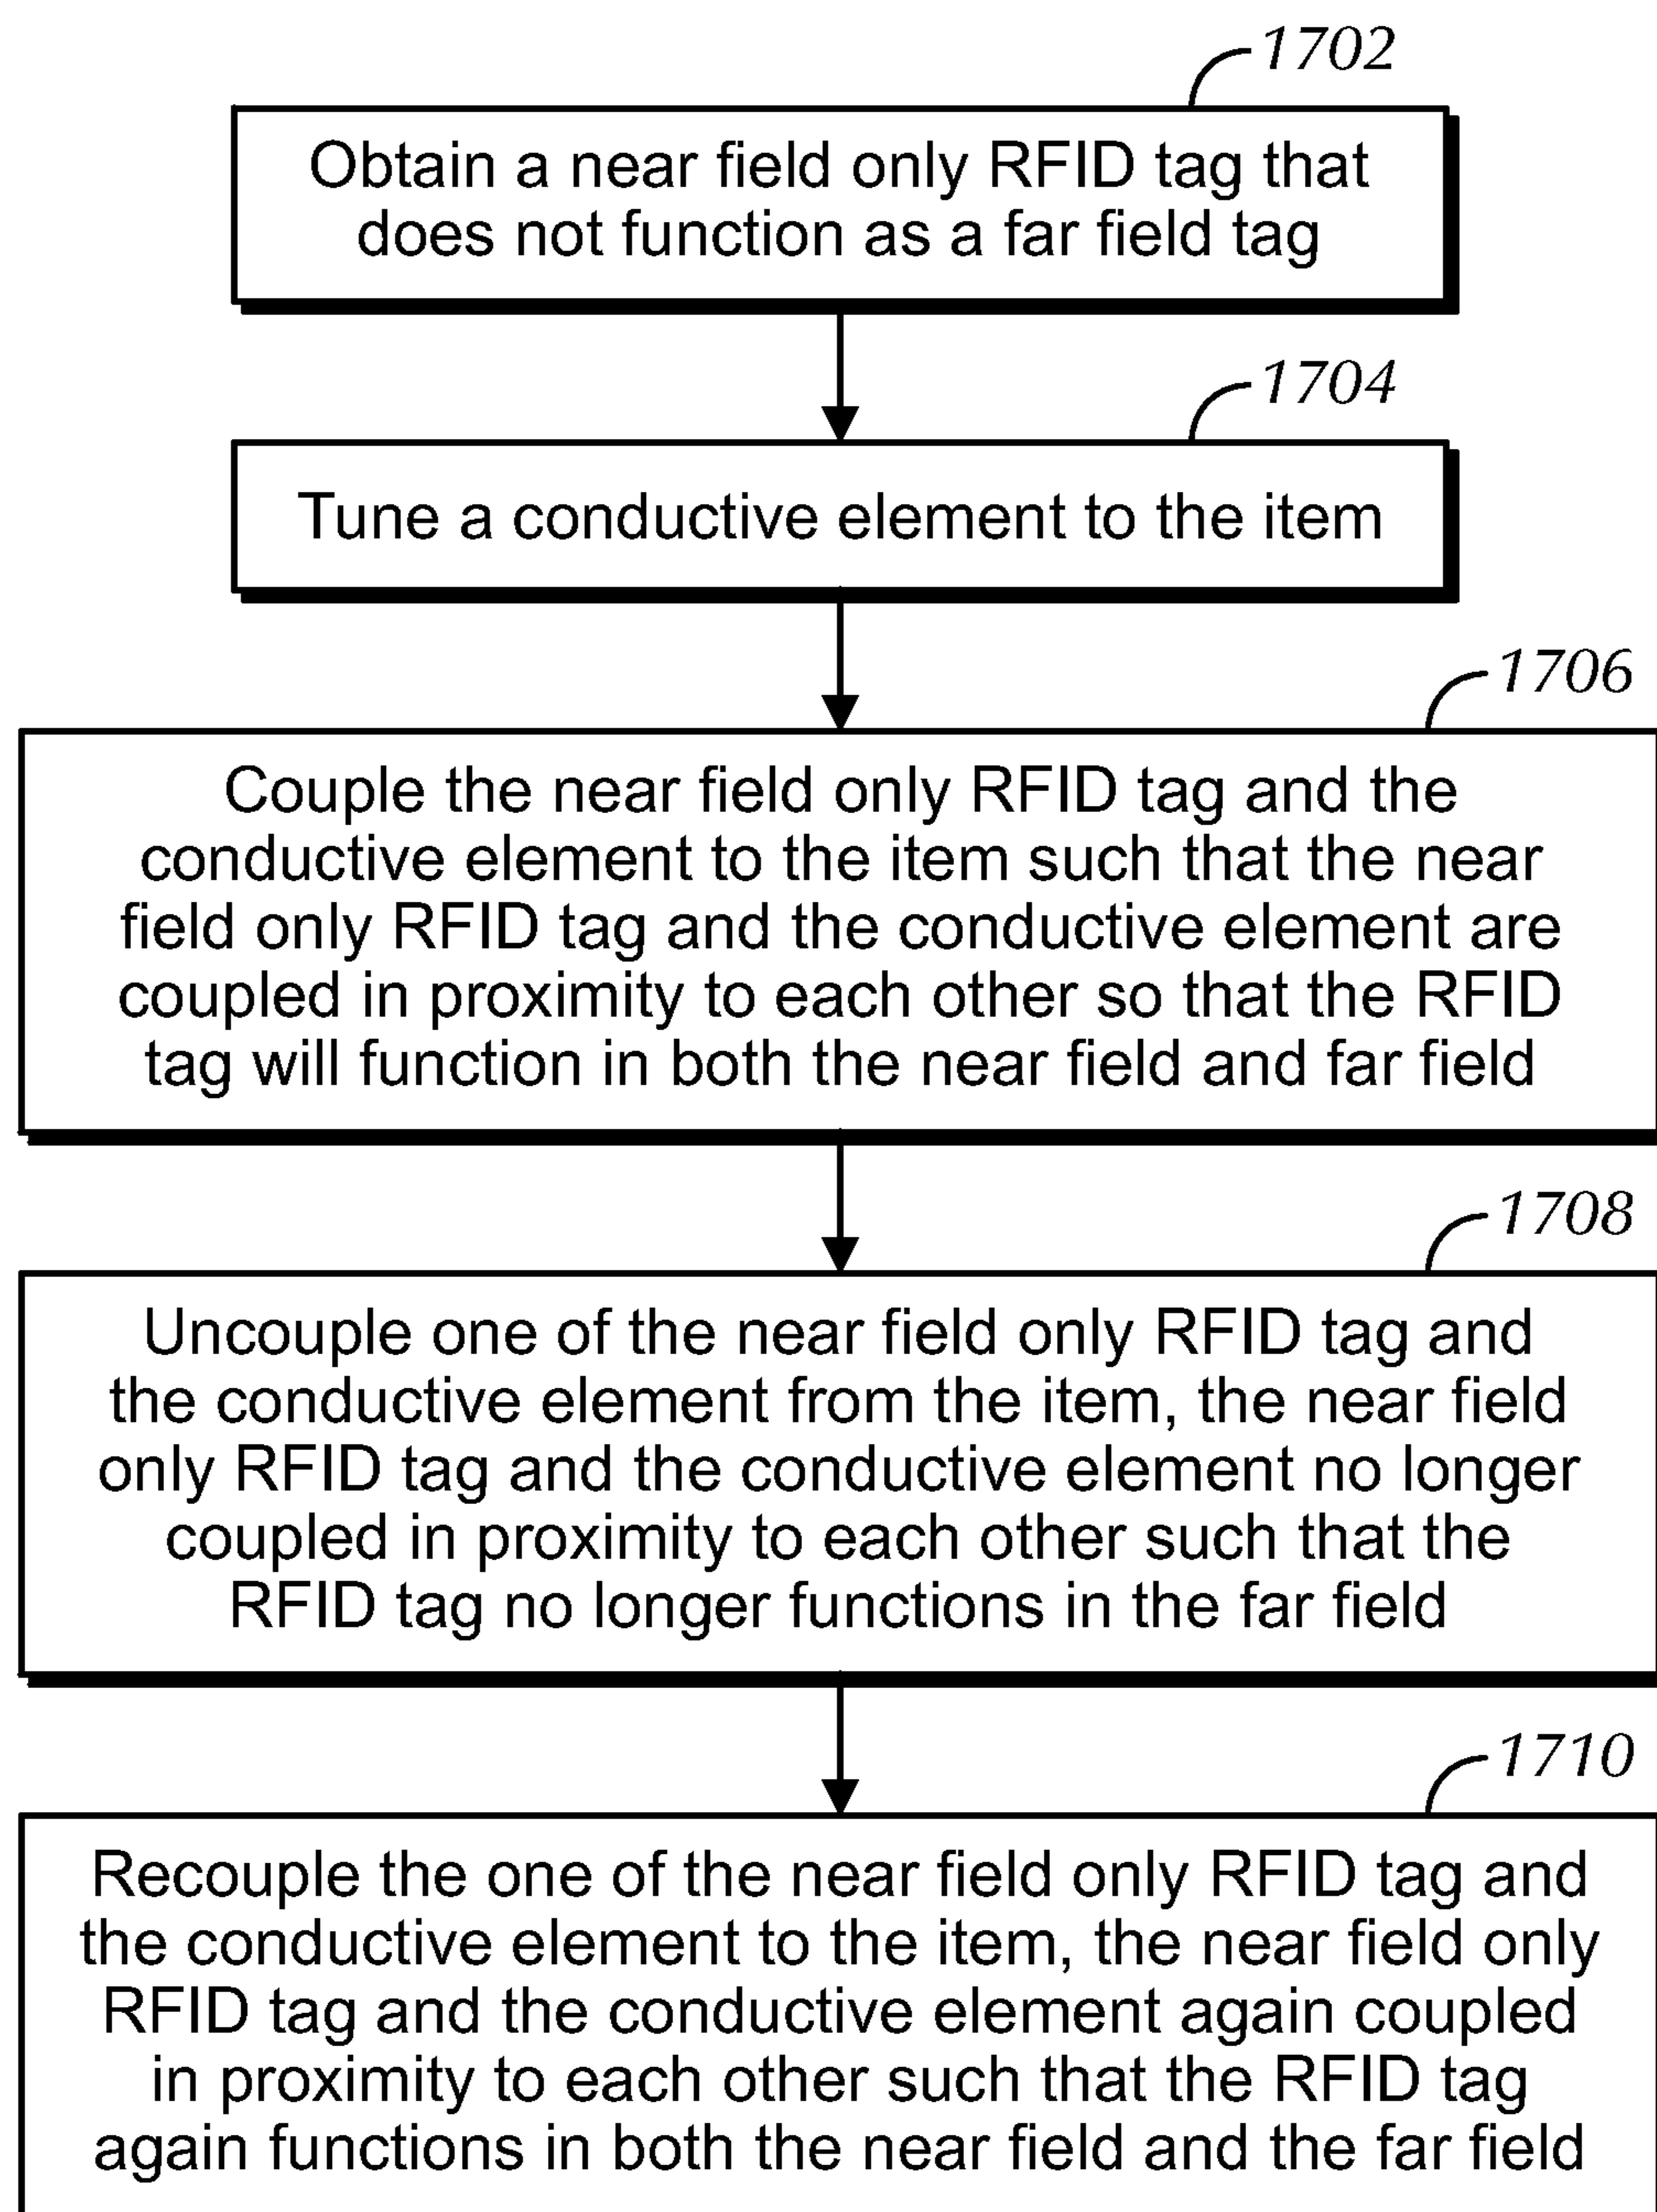 1702
Obtain a near field only RFID tag that
does not function as a far field tag
1704
Tune a conductive element to the item
1706
Couple the near field only RFID tag and the
conductive element to the item such that the near
field only RFID tag and the conductive element are
coupled in proximity to each other so that the RFID
tag will function in both the near field and far field
1708
Uncouple one of the near field only RFID tag and
the conductive element from the item, the near field
only RFID tag and the conductive element no longer
coupled in proximity to each other such that the
RFID tag no longer functions in the far field
1710
Recouple the one of the near field only RFID tag and
the conductive element to the item, the near field only
RFID tag and the conductive element again coupled
in proximity to each other such that the RFID tag
again functions in both the near field and the far field